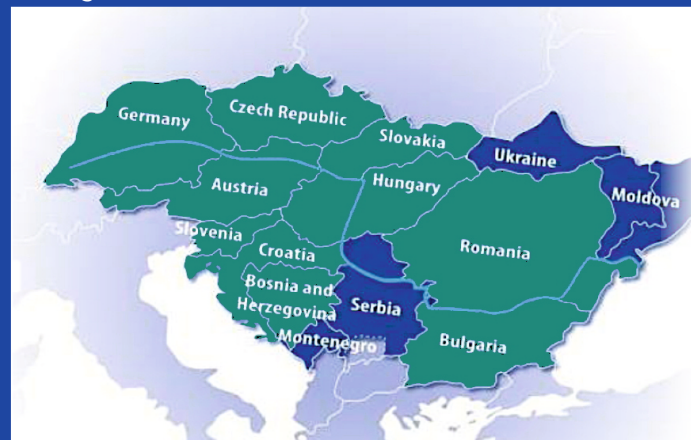 Germany
Czech Republic
Slovakia
Ukraine
Moldova
Austria
Hungary
Slovenia
Croatia
Romania
Bosnia and
Herzegovina
Serbia
Montenegro
Bulgaria